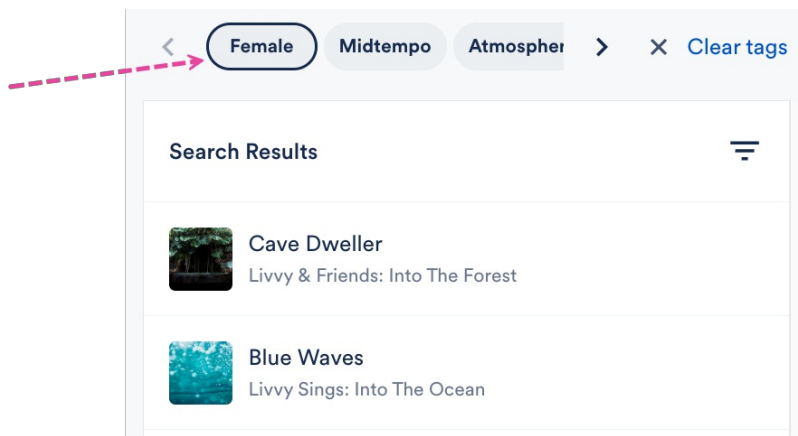 Female Midtempo Atmospher Clear tags
Search Results
Cave Dweller
Livvy & Friends: Into The Forest
Blue Waves
Livvy Sings: Into The Ocean